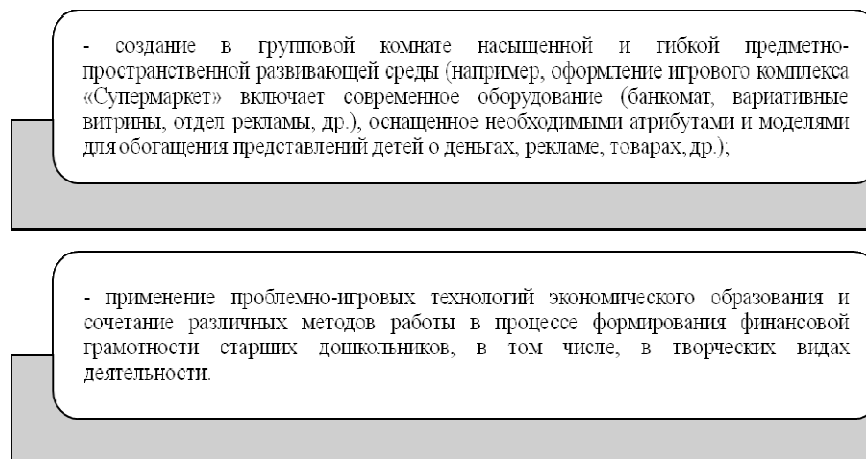 - создание в групповой комнате насыщенной и гибкой предметно-
пространственной развивающей среды (например, оформление игрового комплекса
«Супермаркет» включает современное оборудование (банкомат, вариативные
витрины, отдел рекламы, др.), оснащенное необходимыми атрибутами и моделями
для обогащения представлений детей о деньгах, рекламе, товарах, др.);
- применение проблемно-игровых технологий экономического образования и
сочетание различных методов работы в процессе формирования финансовой
грамотности старших дошкольников, в том числе, в творческих видах
деятельности.